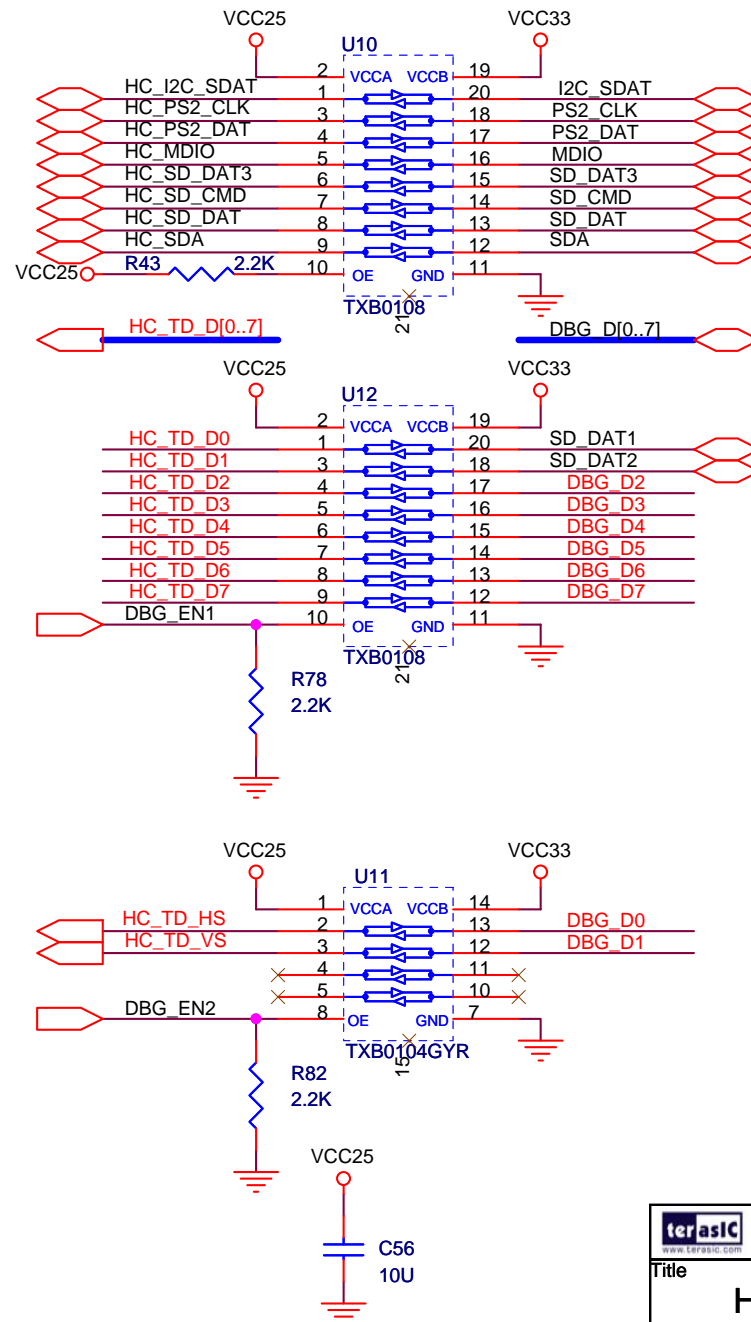 VCC25 VCC33
U10
2 VCCA VCCB 19
HC_I2C_SDAT 1 20 I2C_SDAT
HC_PS2_CLK 3 18 PS2_CLK
HC_PS2_DAT 4 17 PS2_DAT
HC_MDIO 5 16 MDIO
HC_SD_DAT3 6 15 SD_DAT3
HC_SD_CMD 7 14 SD_CMD
HC_SD_DAT 8 13 SD_DAT
HC_SDA 9 12 SDA
VCC25 R43 2.2K 10 OE GND 11
TXB0108
21
HC_TD_D[0..7] DBG_D[0..7]
VCC25 VCC33
U12
2 VCCA VCCB 19
HC_TD_D0 1 20 SD_DAT1
HC_TD_D1 3 18 SD_DAT2
HC_TD_D2 4 17 DBG_D2
HC_TD_D3 5 16 DBG_D3
HC_TD_D4 6 15 DBG_D4
HC_TD_D5 7 14 DBG_D5
HC_TD_D6 8 13 DBG_D6
HC_TD_D7 9 12 DBG_D7
DBG_EN1 10 OE GND 11
TXB0108
21
R78
2.2K
VCC25 VCC33
U11
1 VCCA VCCB 14
HC_TD_HS 2 13 DBG_D0
HC_TD_VS 3 12 DBG_D1
4 11
5 10
DBG_EN2 8 OE GND 7
TXB0104GYR
15
R82
2.2K
VCC25
C56
10U
terasIC
www.terasic.com
Title
H